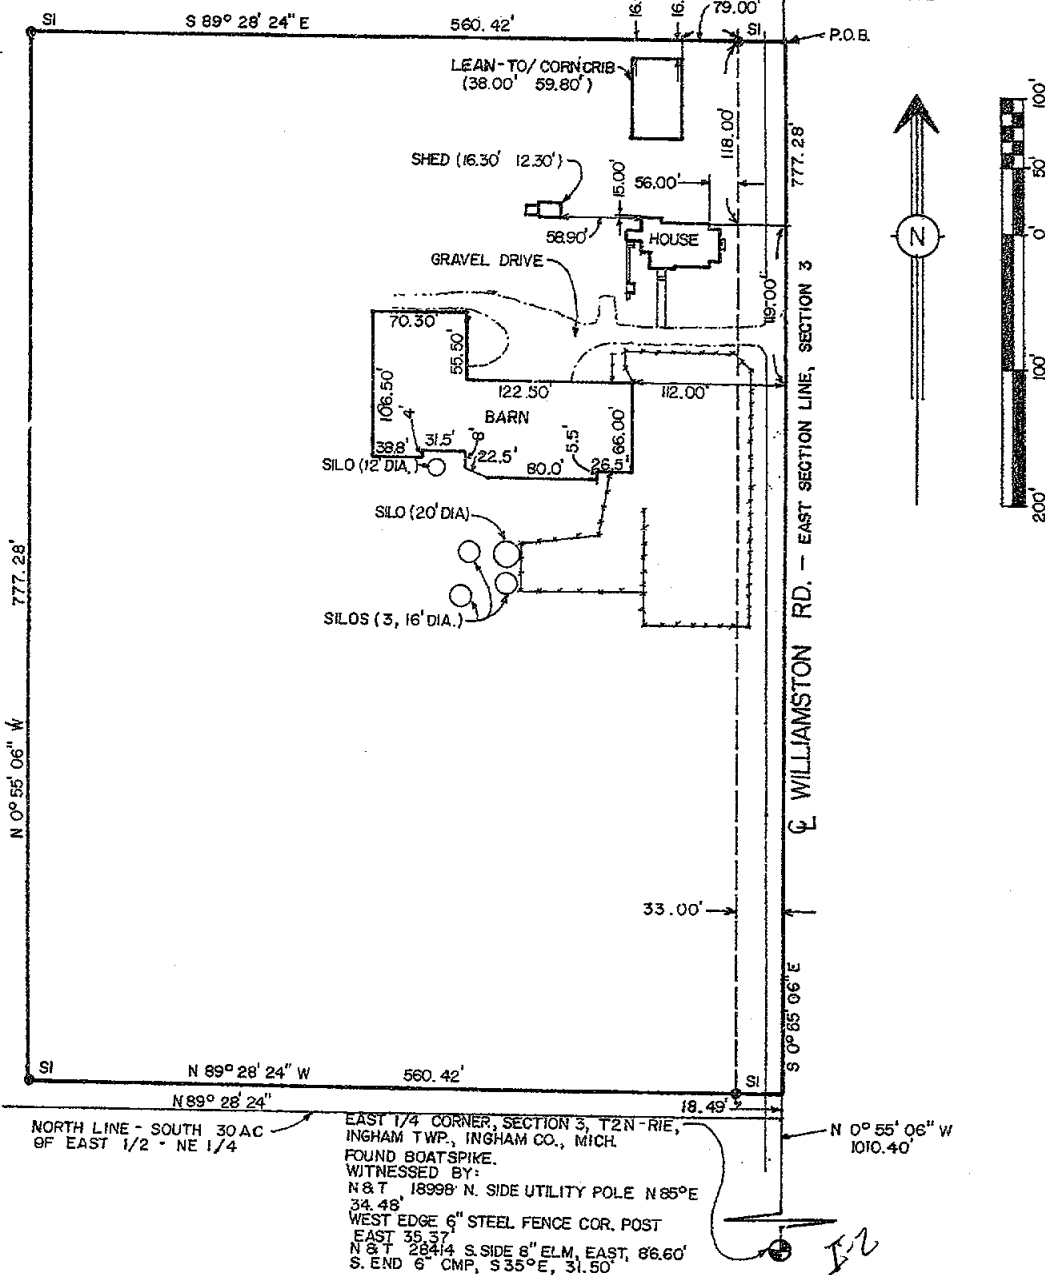 SI
S 89° 28' 24" E
560.42'
16.
16.
79.00'
SI
P.O.B.
LEAN-TO/ CORNCRIB
(38.00' 59.80')
118.00'
777.28'
SHED (16.30' 12.30')
15.00'
56.00'
58.90'
HOUSE
GRAVEL DRIVE
119.00'
70.30'
55.50'
106.50'
122.50'
112.00'
BARN
4'
31.5'
8'
38.8'
22.5'
80.0'
5.5'
26.5'
66.00'
SILO (12' DIA.)
SILO (20' DIA)
SILOS (3, 16' DIA.)
777.28'
N 0° 55' 06" W
℄ WILLIAMSTON RD. — EAST SECTION LINE, SECTION 3
N
100'
50'
0'
100'
200'
33.00'
S 0° 55' 06" E
SI
N 89° 28' 24" W
560.42'
SI
N 89° 28' 24"
18.49'
NORTH LINE - SOUTH 30 AC
OF EAST 1/2 - NE 1/4
N 0° 55' 06" W
1010.40'
EAST 1/4 CORNER, SECTION 3, T2N-R1E,
INGHAM TWP., INGHAM CO., MICH.
FOUND BOATSPIKE.
WITNESSED BY:
N & T 18998 N. SIDE UTILITY POLE N 85°E
34.48'
WEST EDGE 6" STEEL FENCE COR. POST
EAST 35.37'
N & T 28414 S. SIDE 8" ELM, EAST, 86.60'
S. END 6" CMP, S 35°E, 31.50'
I-2